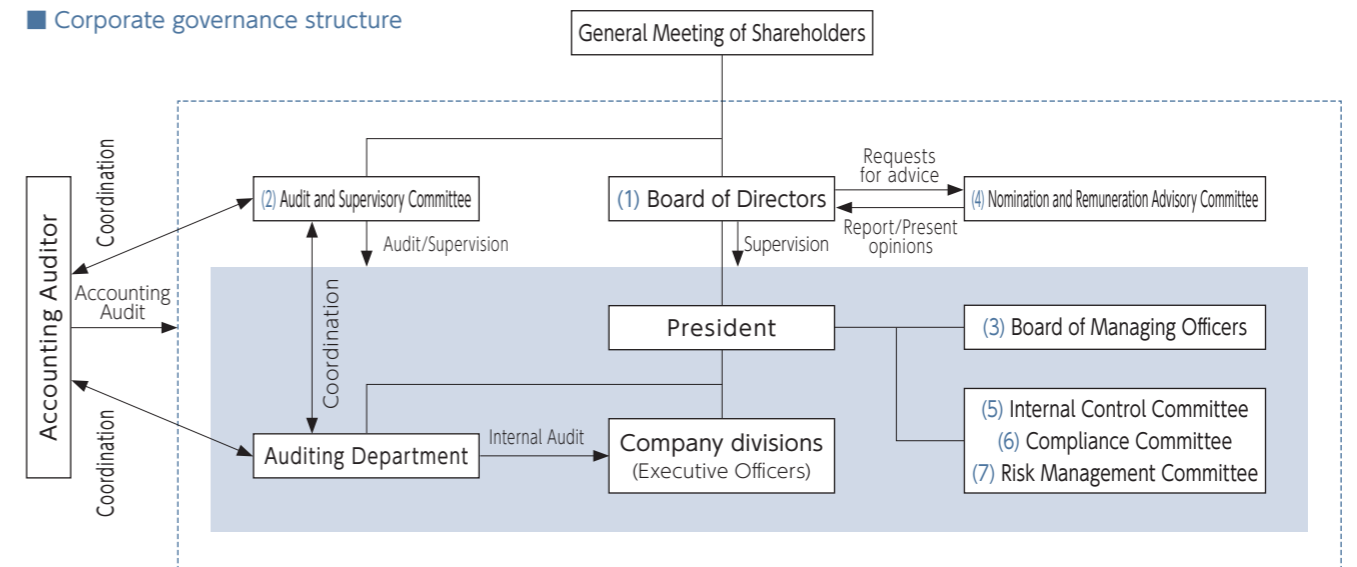 ■ Corporate governance structure
General Meeting of Shareholders
Coordination
Requests
for advice
(2) Audit and Supervisory Committee
(1) Board of Directors
(4) Nomination and Remuneration Advisory Committee
Audit/Supervision
Supervision
Report/Present
opinions
Accounting Auditor
Accounting
Audit
Coordination
President
(3) Board of Managing Officers
Coordination
Auditing Department
Internal Audit
Company divisions
(Executive Officers)
(5) Internal Control Committee
(6) Compliance Committee
(7) Risk Management Committee